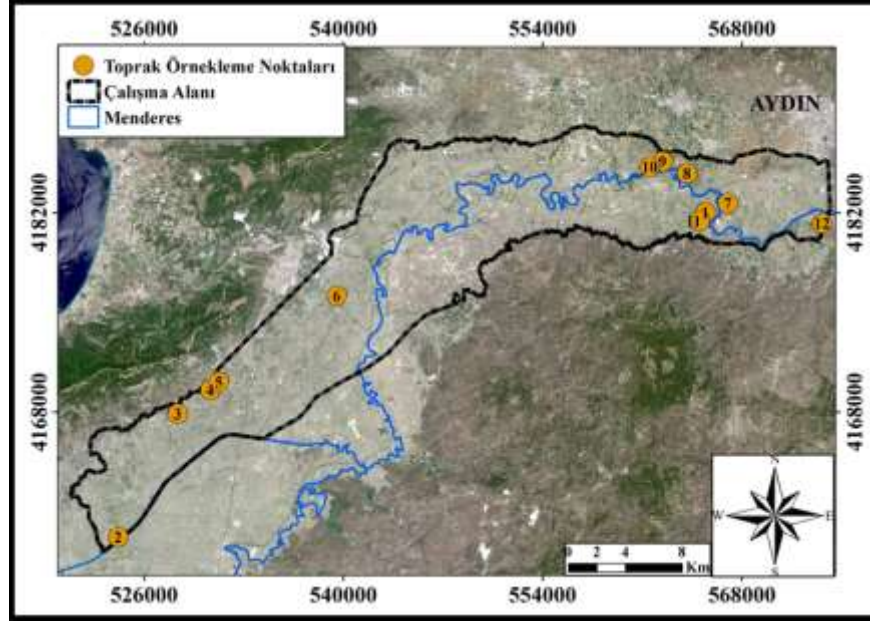 526000 540000 554000 568000
Toprak Örnekleme Noktaları
Çalışma Alanı
Menderes
AYDIN
9
10
8
7
1
11
12
4182000 4182000
6
5
4
3
4168000 4168000
2
S
W E
S
0 2 4 8
Km
526000 540000 554000 568000